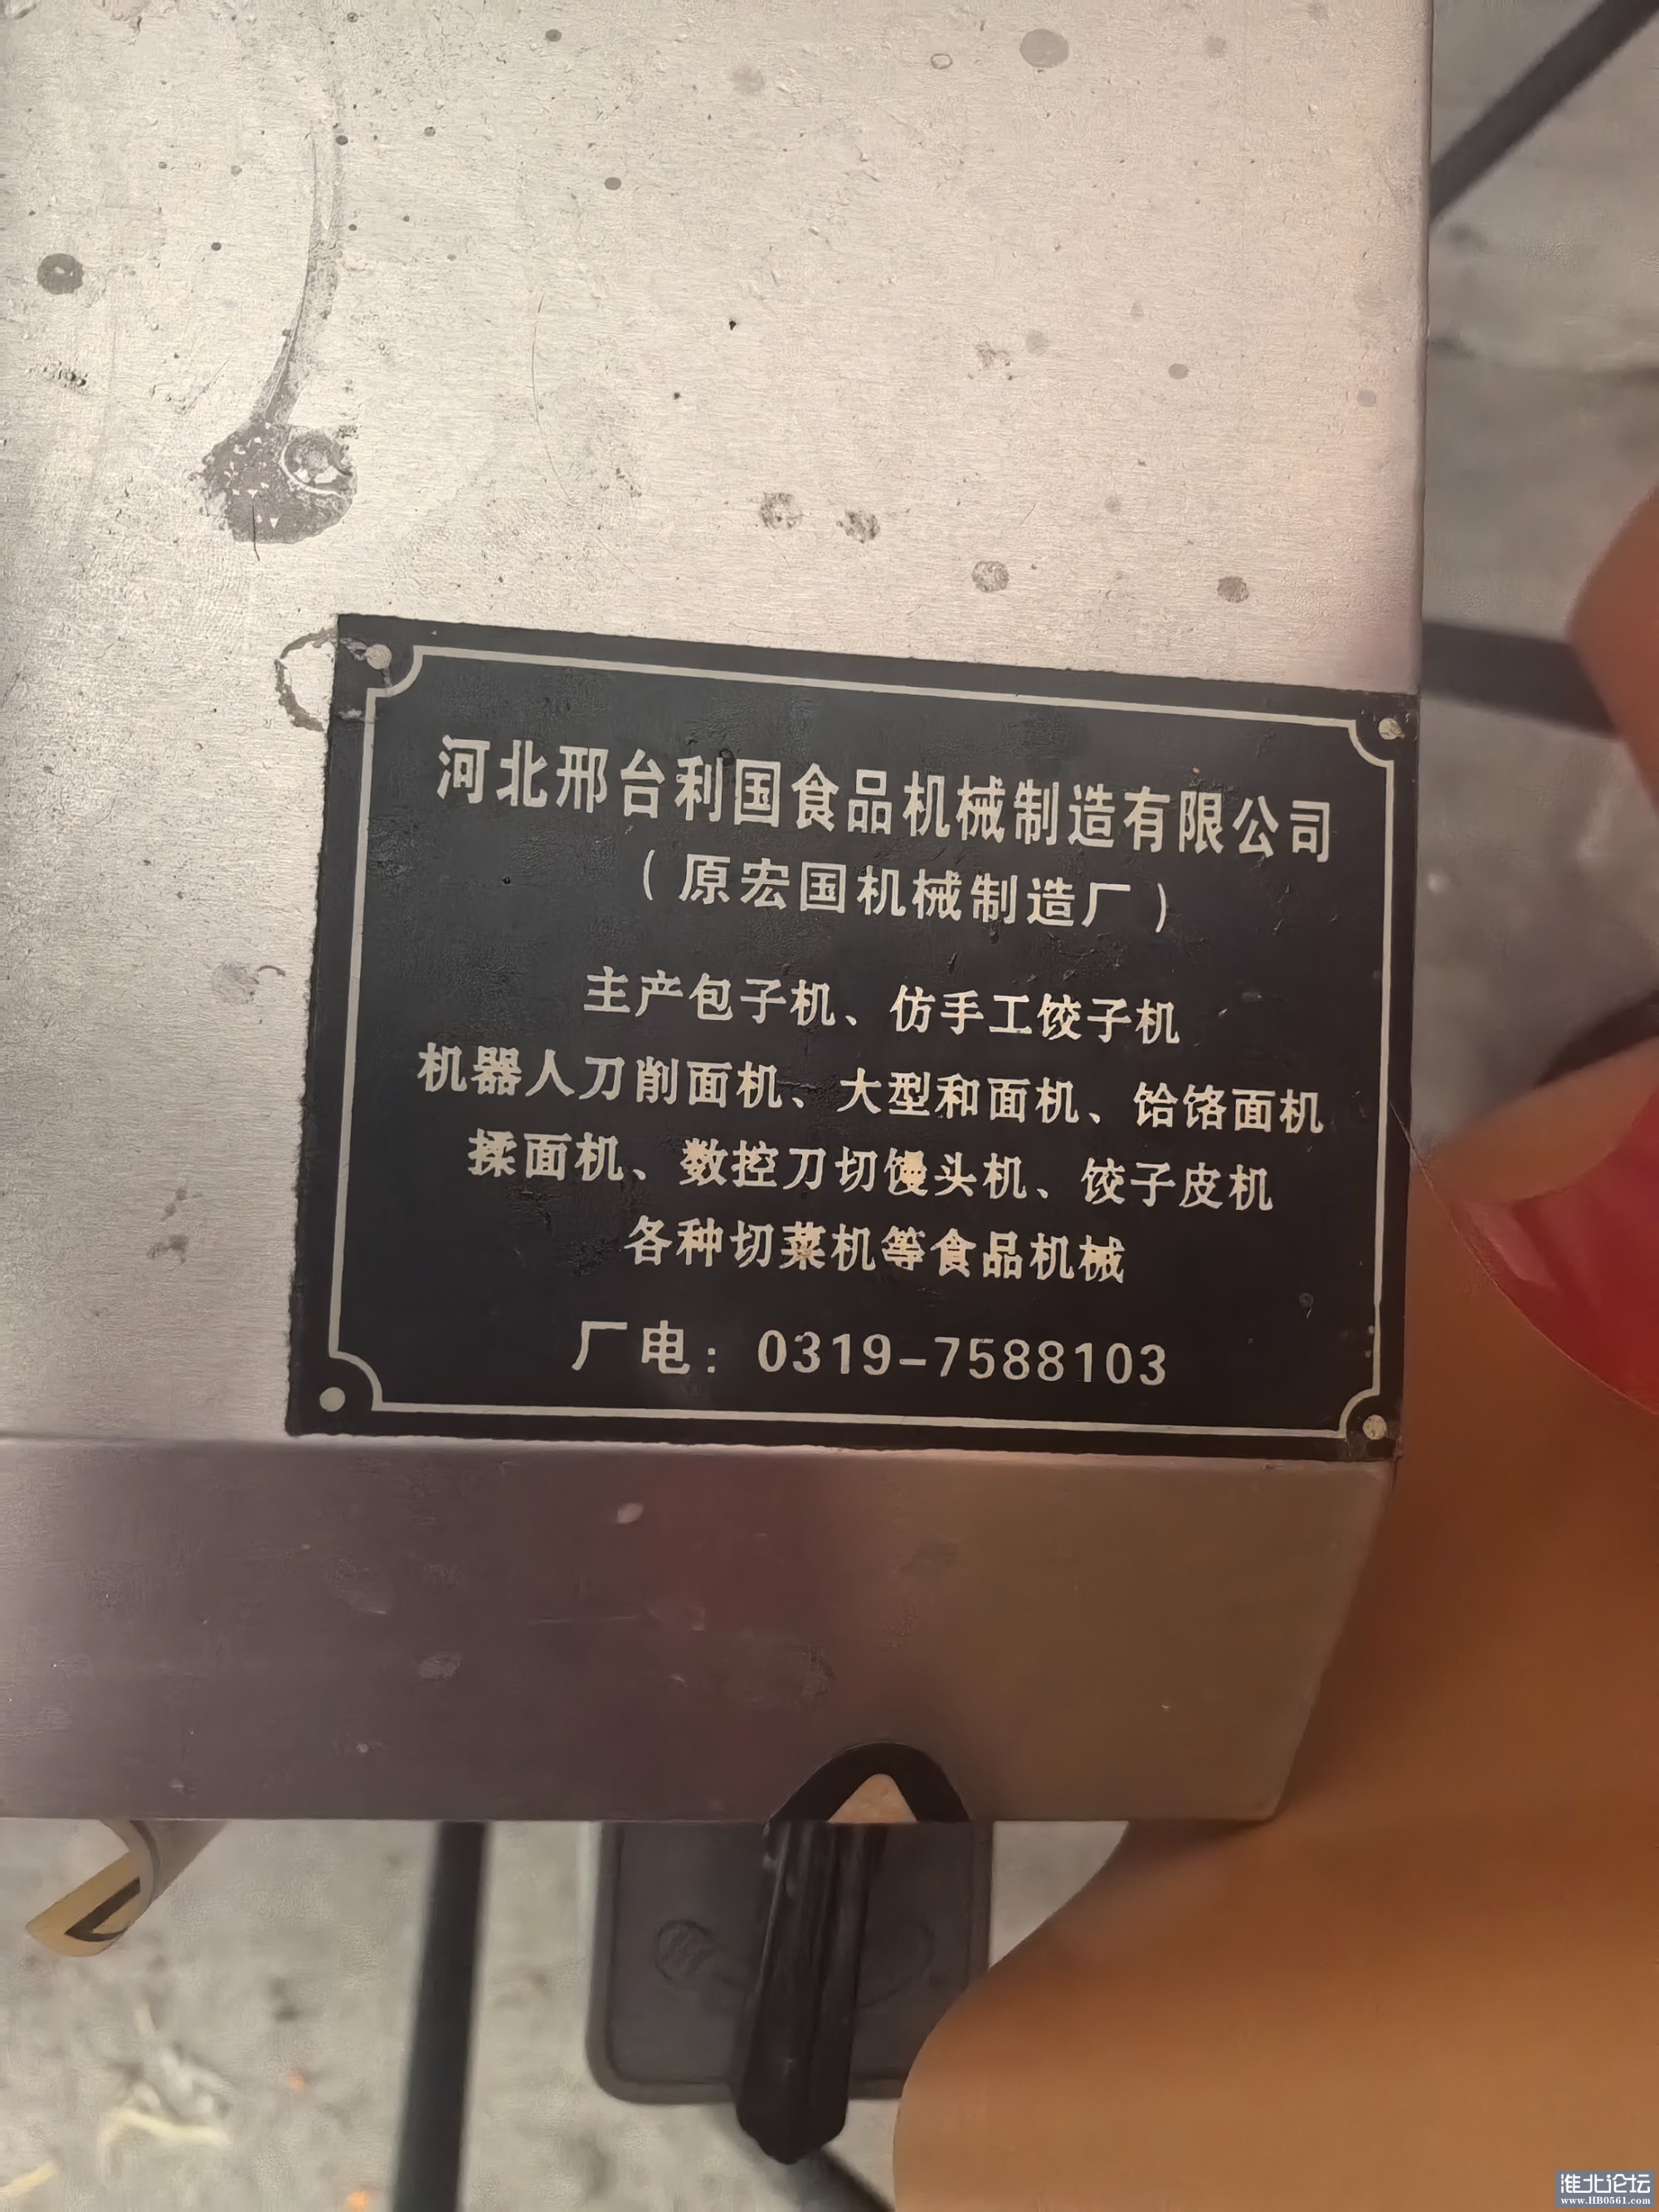 河北邢台利国食品机械制造有限公司
（原宏国机械制造厂）
主产包子机、仿手工饺子机
机器人刀削面机、大型和面机、饸饹面机
揉面机、数控刀切馒头机、饺子皮机
各种切菜机等食品机械
厂电：0319-7588103
淮北论坛
www.HB0561.com